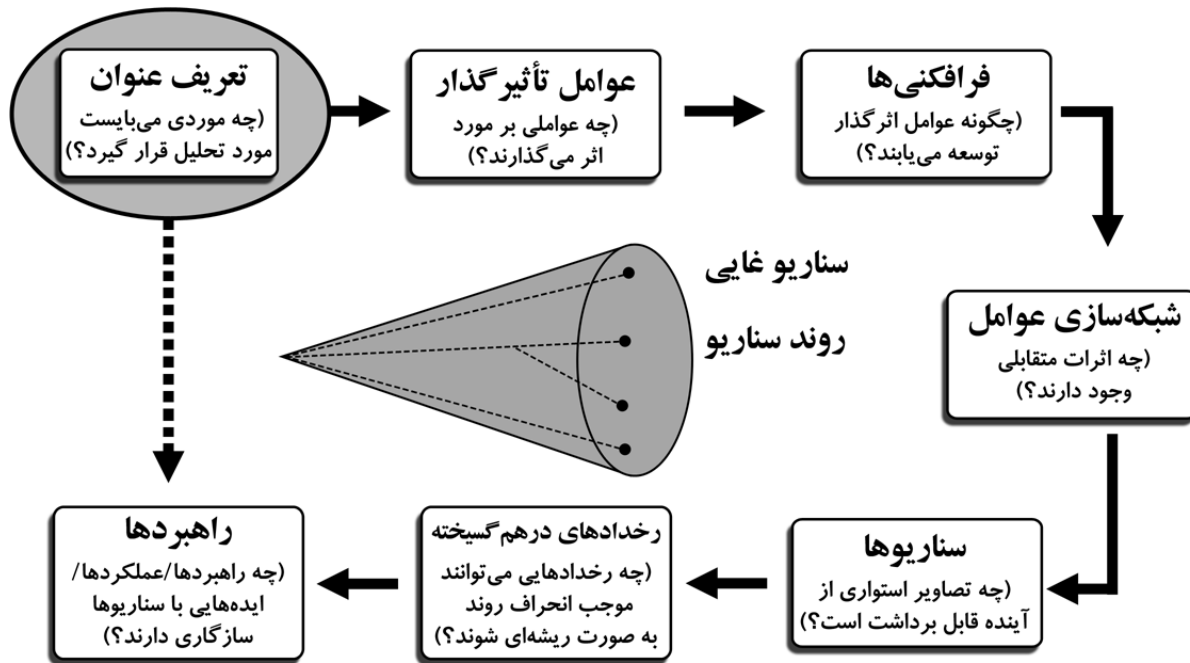 تعریف عنوان
(چه موردی می‌بایست
مورد تحلیل قرار گیرد؟)
عوامل تأثیرگذار
(چه عواملی بر مورد
اثر می‌گذارند؟)
فرافکنی‌ها
(چگونه عوامل اثرگذار
توسعه می‌یابند؟)
شبکه‌سازی عوامل
(چه اثرات متقابلی
وجود دارند؟)
سناریو غایی
روند سناریو
سناریوها
(چه تصاویر استواری از
آینده قابل برداشت است؟)
رخدادهای درهم‌گسیخته
(چه رخدادهایی می‌توانند
موجب انحراف روند
به صورت ریشه‌ای شوند؟)
راهبردها
(چه راهبردها/عملکردها/
ایده‌هایی با سناریوها
سازگاری دارند؟)